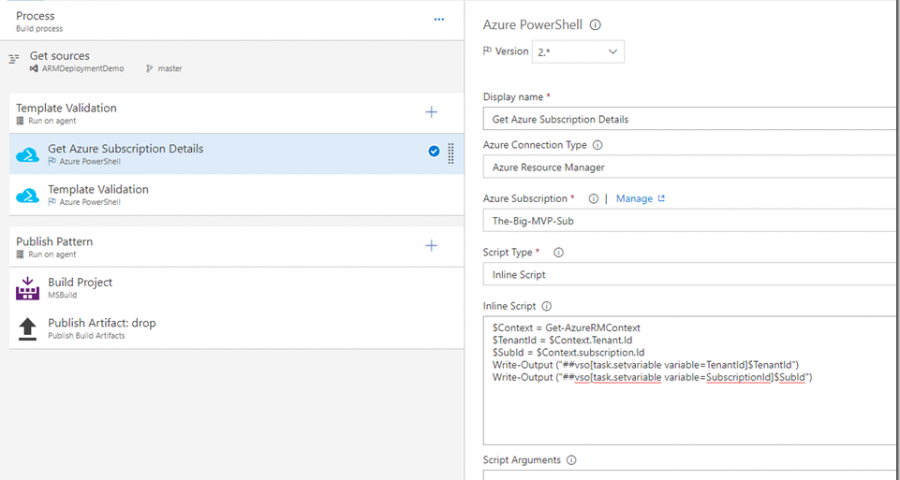 Process
Build process
...
Get sources
ARMDeploymentDemo master
Template Validation
Run on agent
Get Azure Subscription Details
Azure PowerShell
Template Validation
Azure PowerShell
Publish Pattern
Run on agent
Build Project
MSBuild
Publish Artifact: drop
Publish Build Artifacts
Azure PowerShell
Version 2.*
Display name *
Get Azure Subscription Details
Azure Connection Type
Azure Resource Manager
Azure Subscription * | Manage
The-Big-MVP-Sub
Script Type *
Inline Script
Inline Script
$Context = Get-AzureRMContext
$TenantId = $Context.Tenant.Id
$SubId = $Context.subscription.Id
Write-Output ("##vso[task.setvariable variable=TenantId]$TenantId")
Write-Output ("##vso[task.setvariable variable=SubscriptionId]$SubId")
Script Arguments